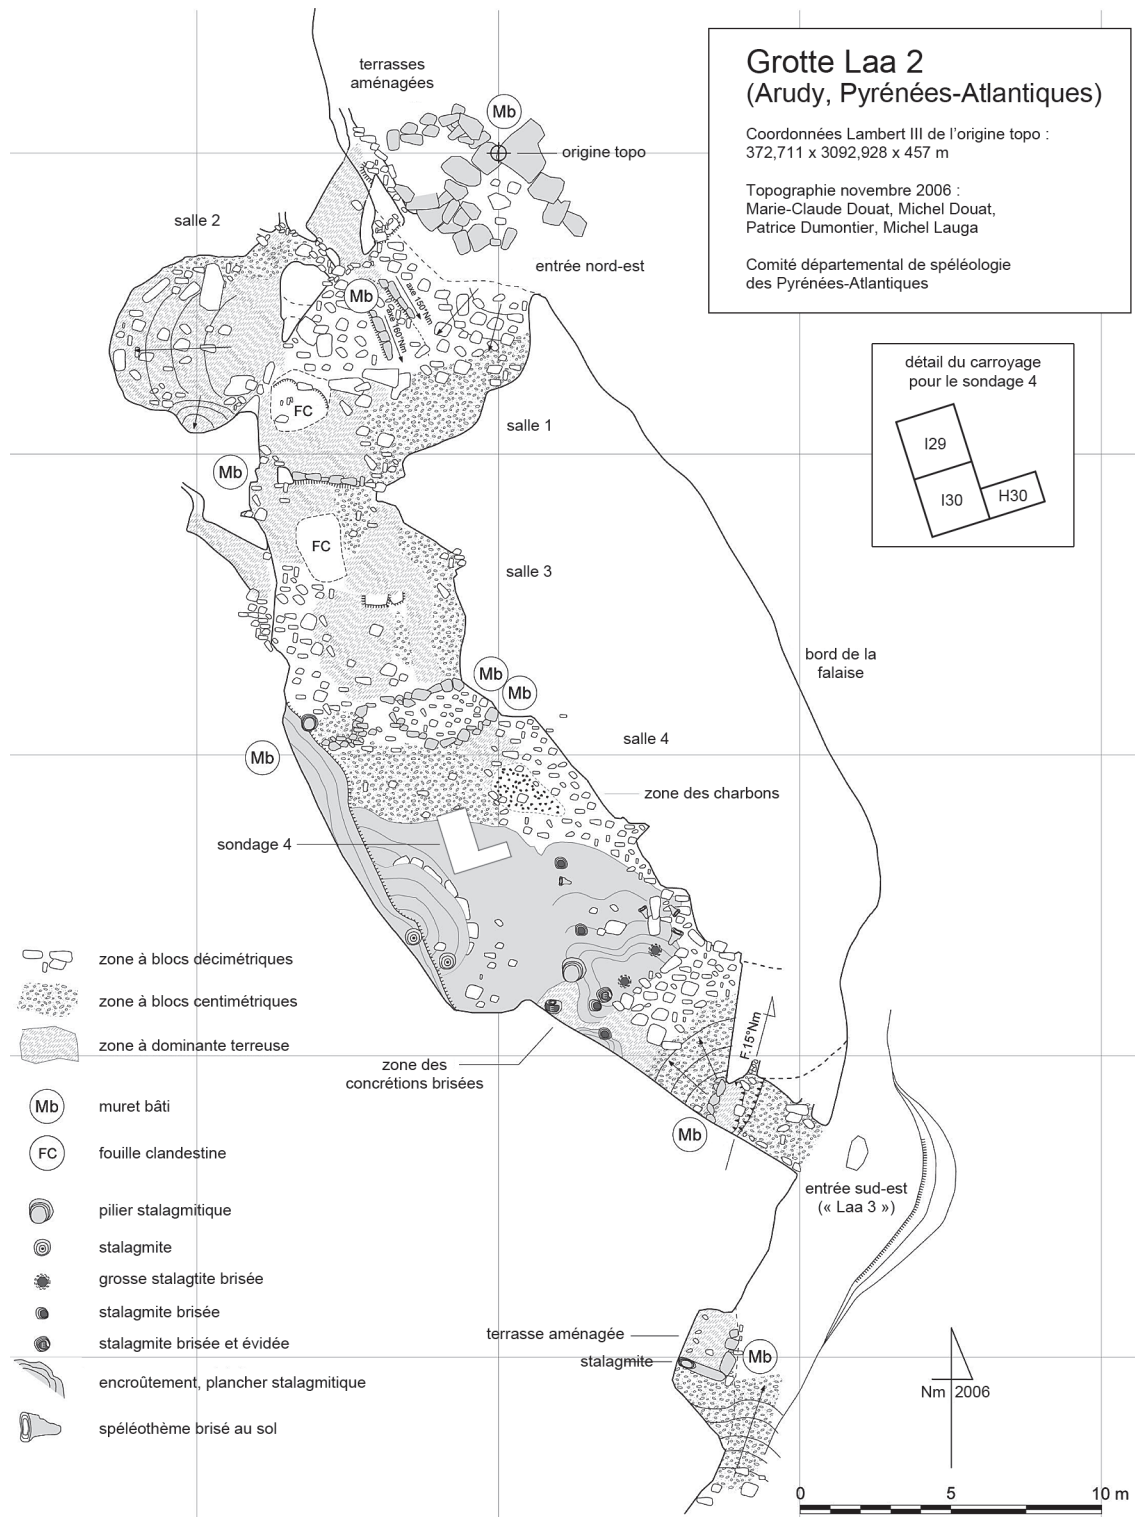 Grotte Laa 2
(Arudy, Pyrénées-Atlantiques)
Coordonnées Lambert III de l'origine topo :
372,711 x 3092,928 x 457 m
Topographie novembre 2006 :
Marie-Claude Douat, Michel Douat,
Patrice Dumontier, Michel Lauga
Comité départemental de spéléologie
des Pyrénées-Atlantiques
terrasses
aménagées
Mb
origine topo
salle 2
entrée nord-est
Mb
axe 150°Nm
axe 160°Nm
détail du carroyage
pour le sondage 4
I29
I30
H30
FC
salle 1
Mb
FC
salle 3
bord de la
falaise
Mb
Mb
salle 4
Mb
zone des charbons
sondage 4
zone à blocs décimétriques
zone à blocs centimétriques
zone à dominante terreuse
Mb
muret bâti
FC
fouille clandestine
pilier stalagmitique
stalagmite
grosse stalagtite brisée
stalagmite brisée
stalagmite brisée et évidée
encroûtement, plancher stalagmitique
spéléothème brisé au sol
F.15°Nm
zone des
concrétions brisées
Mb
entrée sud-est
(« Laa 3 »)
terrasse aménagée
stalagmite
Mb
Nm 2006
0 5 10 m